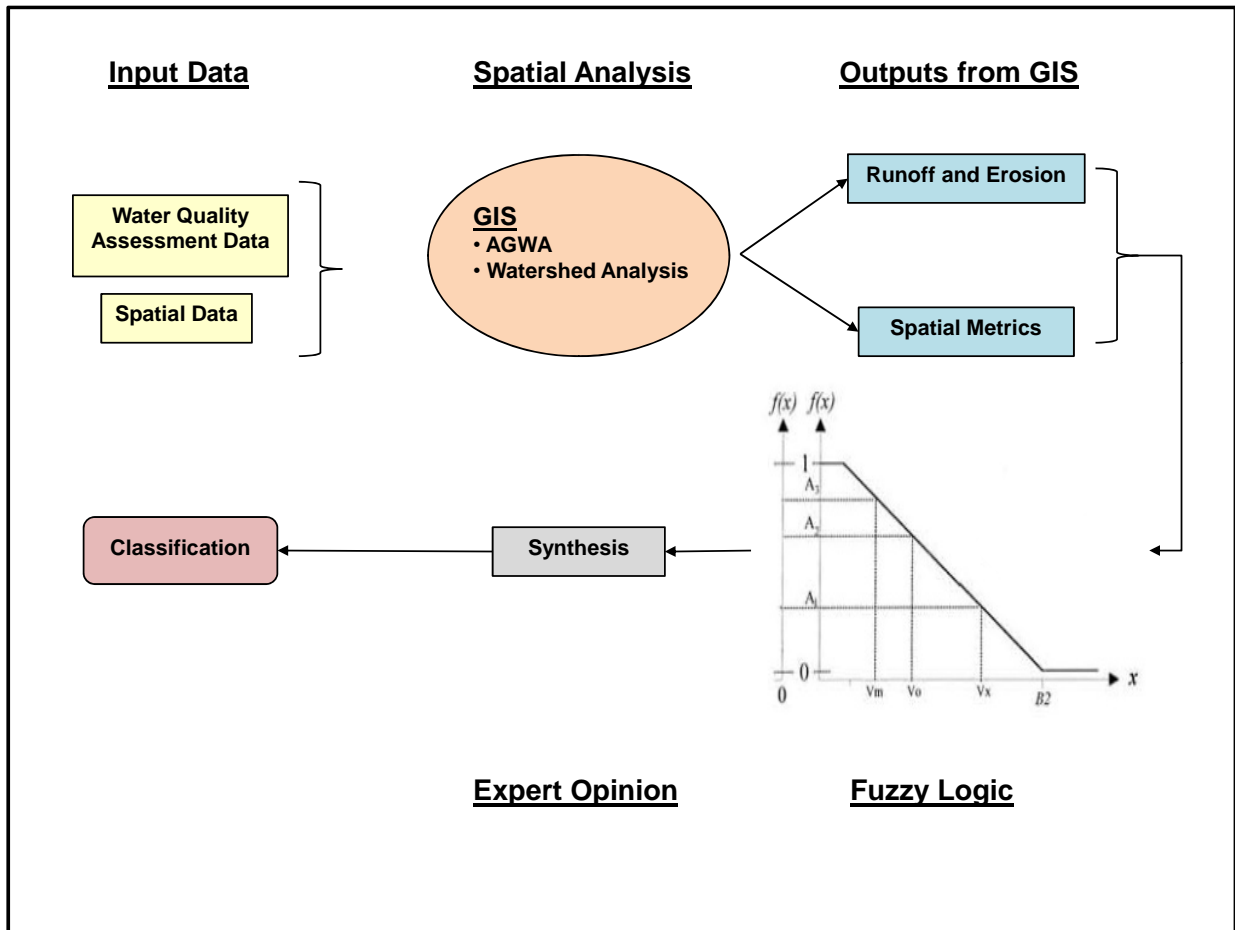 Input Data
Spatial Analysis
Outputs from GIS
Water Quality
Assessment Data
Spatial Data
GIS
• AGWA
• Watershed Analysis
Runoff and Erosion
Spatial Metrics
f(x) f(x)
1
A3
A2
A1
0
0
Vm
Vo
Vx
B2
x
Synthesis
Classification
Expert Opinion
Fuzzy Logic